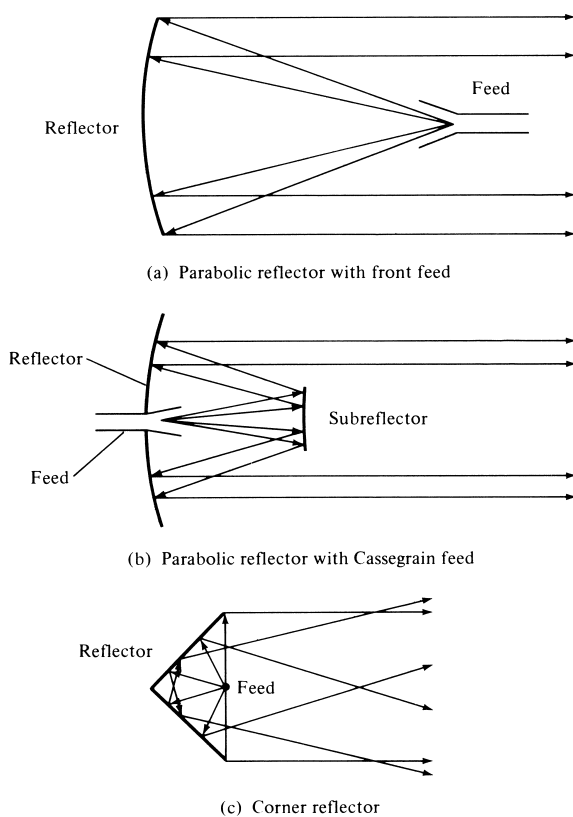 Feed
Reflector
(a) Parabolic reflector with front feed
Reflector
Subreflector
Feed
(b) Parabolic reflector with Cassegrain feed
Reflector
Feed
(c) Corner reflector